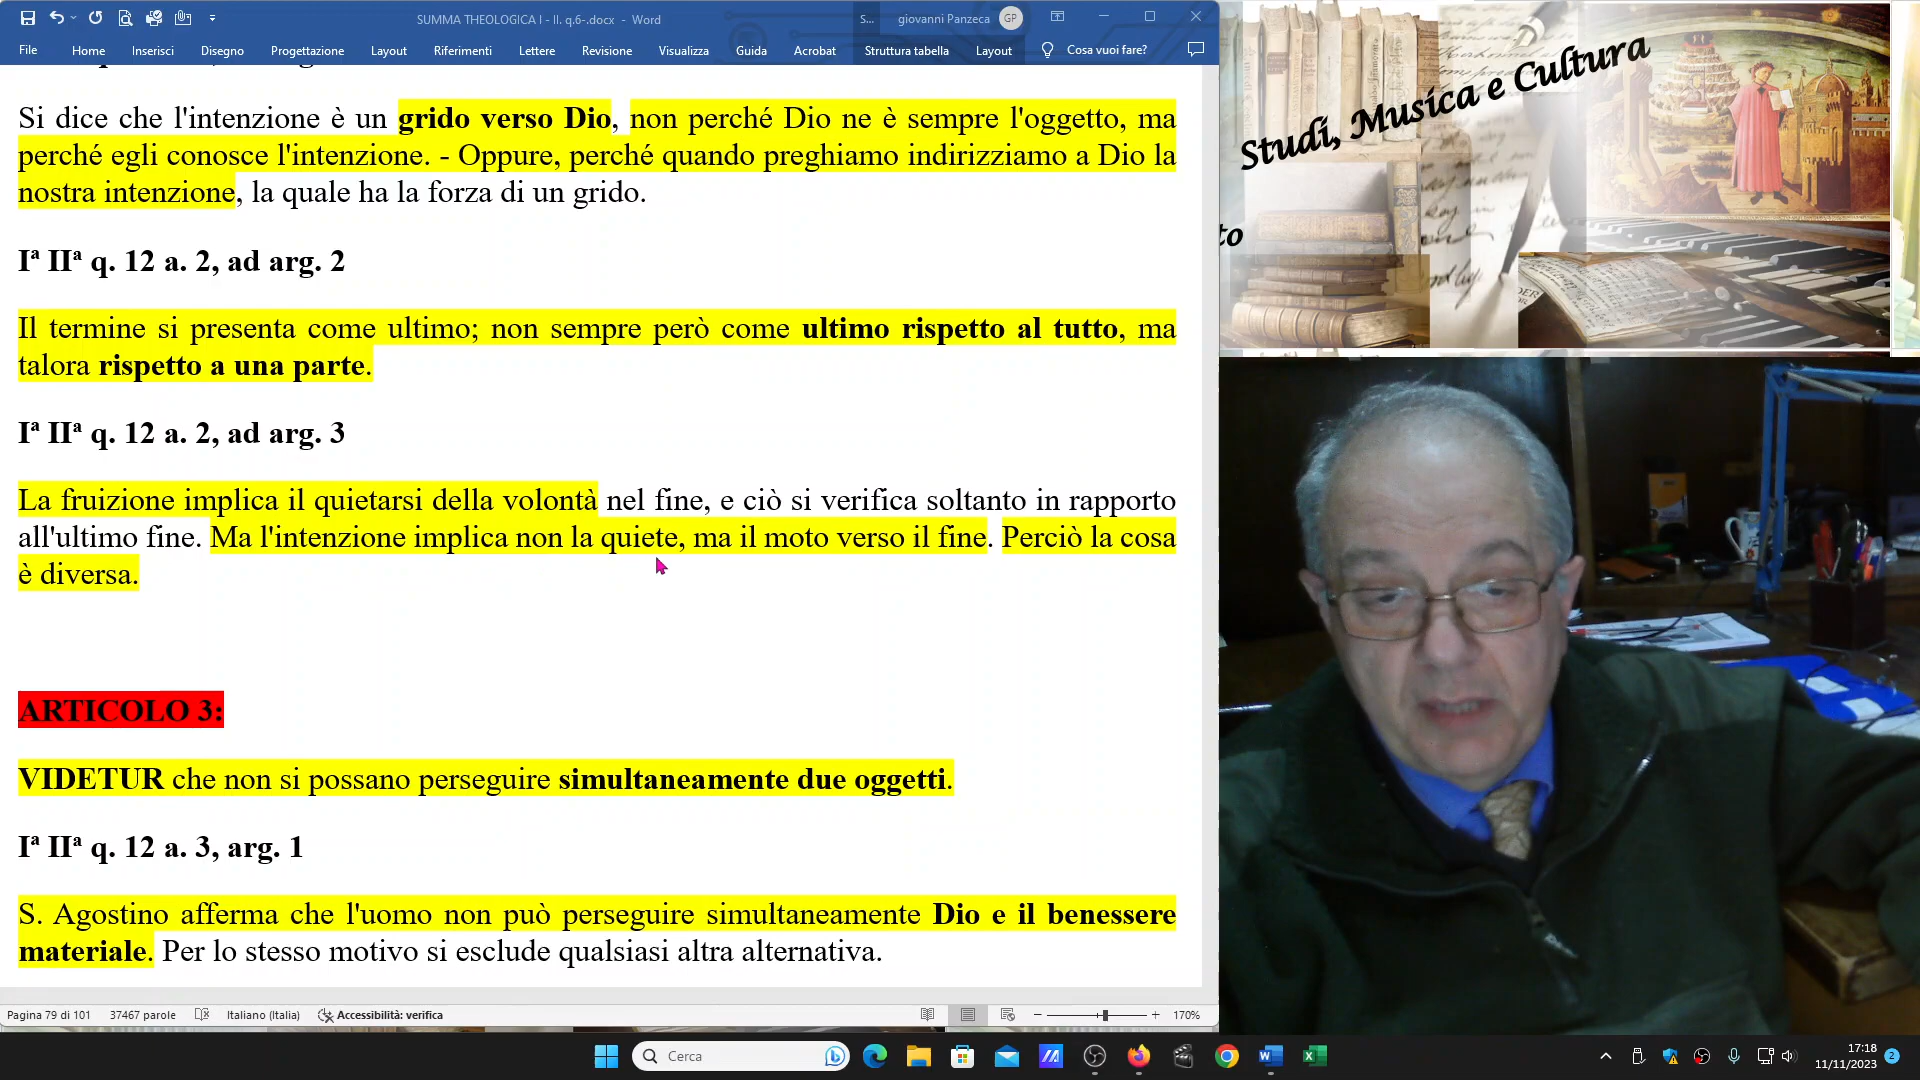 SUMMA THEOLOGICA I - II. q.6-.docx - Word
S...
giovanni Panzeca
GP
File Home Inserisci Disegno Progettazione Layout Riferimenti Lettere Revisione Visualizza Guida Acrobat Struttura tabella Layout Cosa vuoi fare?
Si dice che l'intenzione è un grido verso Dio, non perché Dio ne è sempre l'oggetto, ma
perché egli conosce l'intenzione. - Oppure, perché quando preghiamo indirizziamo a Dio la
nostra intenzione, la quale ha la forza di un grido.
Iª IIª q. 12 a. 2, ad arg. 2
Il termine si presenta come ultimo; non sempre però come ultimo rispetto al tutto, ma
talora rispetto a una parte.
Iª IIª q. 12 a. 2, ad arg. 3
La fruizione implica il quietarsi della volontà nel fine, e ciò si verifica soltanto in rapporto
all'ultimo fine. Ma l'intenzione implica non la quiete, ma il moto verso il fine. Perciò la cosa
è diversa.
ARTICOLO 3:
VIDETUR che non si possano perseguire simultaneamente due oggetti.
Iª IIª q. 12 a. 3, arg. 1
S. Agostino afferma che l'uomo non può perseguire simultaneamente Dio e il benessere
materiale. Per lo stesso motivo si esclude qualsiasi altra alternativa.
Pagina 79 di 101 37467 parole Italiano (Italia) Accessibilità: verifica 170%
Studi, Musica e Cultura
to
Cerca
17:18
11/11/2023
2